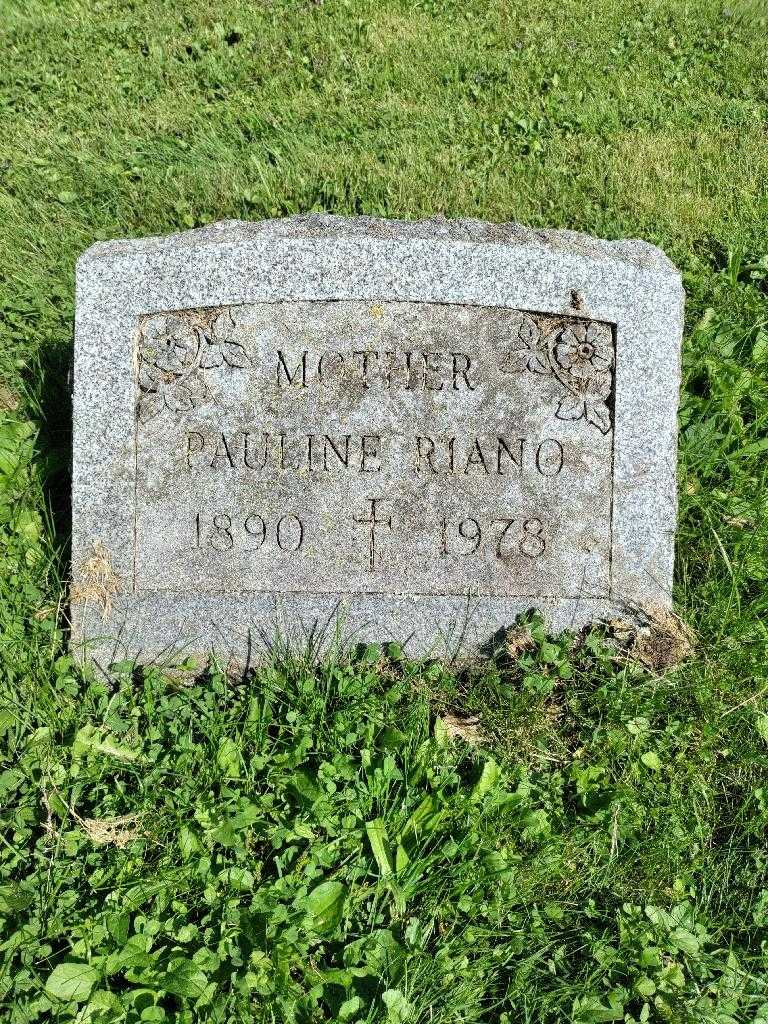 MOTHER
PAULINE RIANO
1890 1978